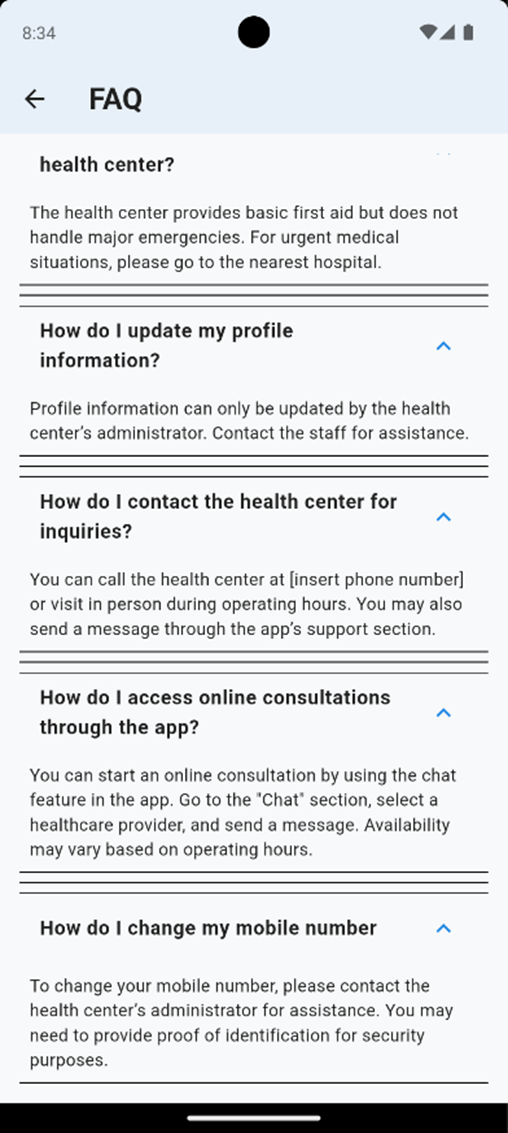 8:34
FAQ
health center?
The health center provides basic first aid but does not
handle major emergencies. For urgent medical
situations, please go to the nearest hospital.
How do I update my profile
information?
Profile information can only be updated by the health
center's administrator. Contact the staff for assistance.
How do I contact the health center for
inquiries?
You can call the health center at [insert phone number]
or visit in person during operating hours. You may also
send a message through the app's support section.
How do I access online consultations
through the app?
You can start an online consultation by using the chat
feature in the app. Go to the "Chat" section, select a
healthcare provider, and send a message. Availability
may vary based on operating hours.
How do I change my mobile number
To change your mobile number, please contact the
health center's administrator for assistance. You may
need to provide proof of identification for security
purposes.